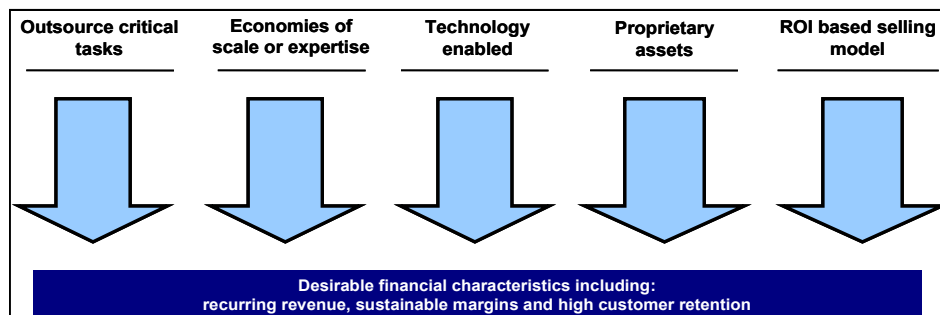 Outsource critical
tasks
Economies of
scale or expertise
Technology
enabled
Proprietary
assets
ROI based selling
model
Desirable financial characteristics including:
recurring revenue, sustainable margins and high customer retention